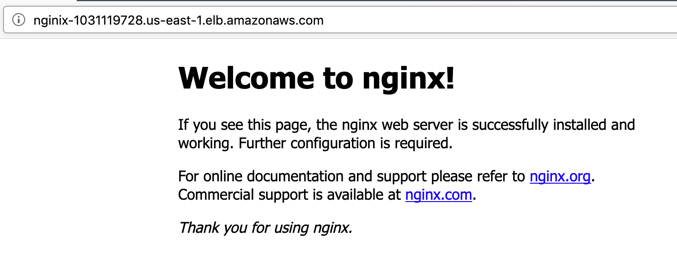 nginix-1031119728.us-east-1.elb.amazonaws.com
Welcome to nginx!
If you see this page, the nginx web server is successfully installed and
working. Further configuration is required.
For online documentation and support please refer to nginx.org.
Commercial support is available at nginx.com.
Thank you for using nginx.